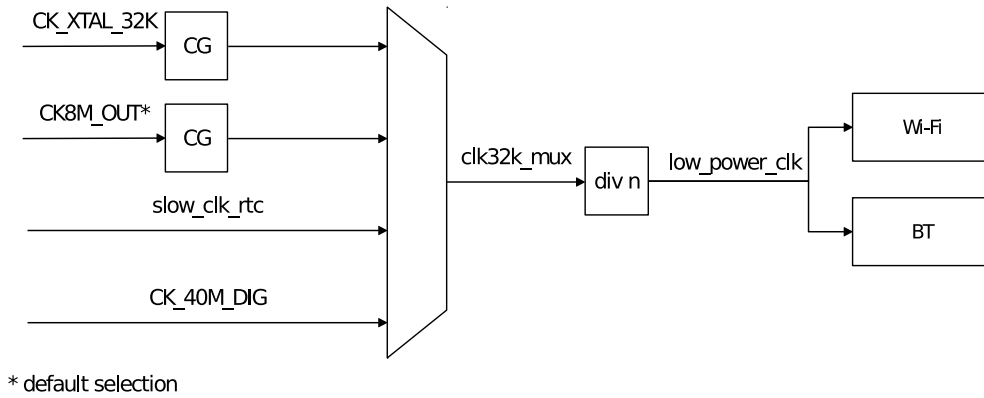 CK_XTAL_32K
CG
CK8M_OUT*
CG
slow_clk_rtc
CK_40M_DIG
clk32k_mux
div n
low_power_clk
Wi-Fi
BT
* default selection